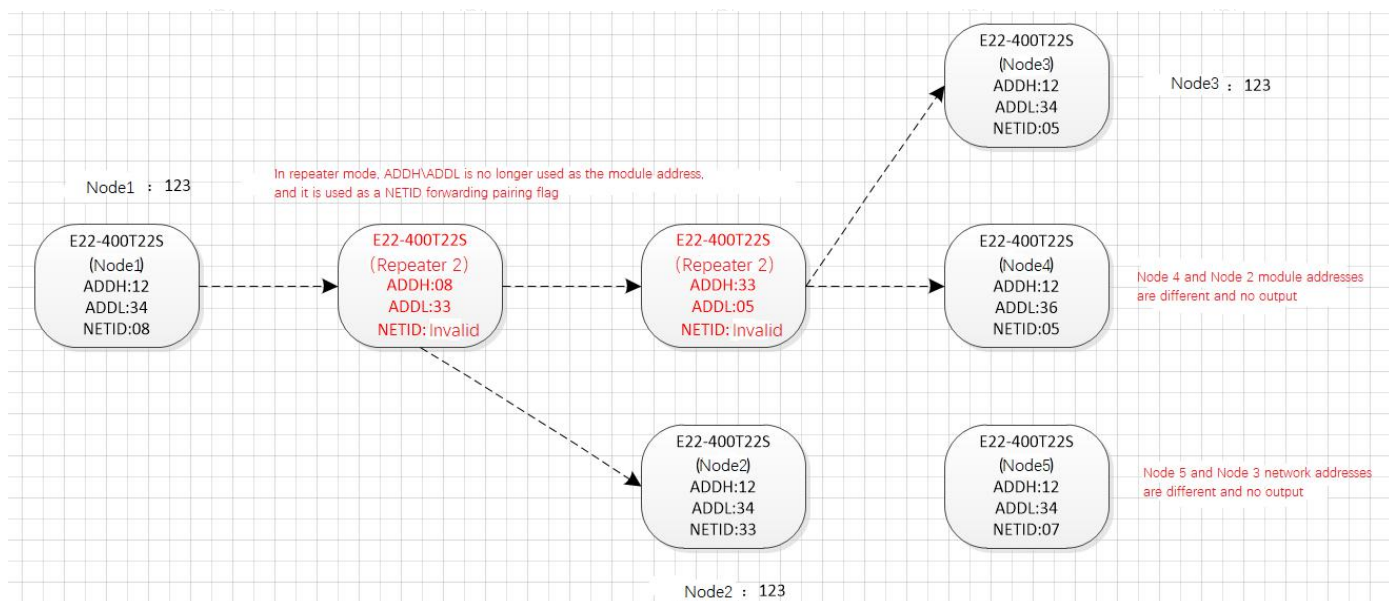 E22-400T22S
(Node3)
ADDH:12
ADDL:34
NETID:05
Node3 : 123
In repeater mode, ADDH\ADDL is no longer used as the module address,
and it is used as a NETID forwarding pairing flag
Node1 : 123
E22-400T22S
(Node1)
ADDH:12
ADDL:34
NETID:08
E22-400T22S
(Repeater 2)
ADDH:08
ADDL:33
NETID: Invalid
E22-400T22S
(Repeater 2)
ADDH:33
ADDL:05
NETID: Invalid
E22-400T22S
(Node4)
ADDH:12
ADDL:36
NETID:05
Node 4 and Node 2 module addresses
are different and no output
E22-400T22S
(Node2)
ADDH:12
ADDL:34
NETID:33
E22-400T22S
(Node5)
ADDH:12
ADDL:34
NETID:07
Node 5 and Node 3 network addresses
are different and no output
Node2 : 123